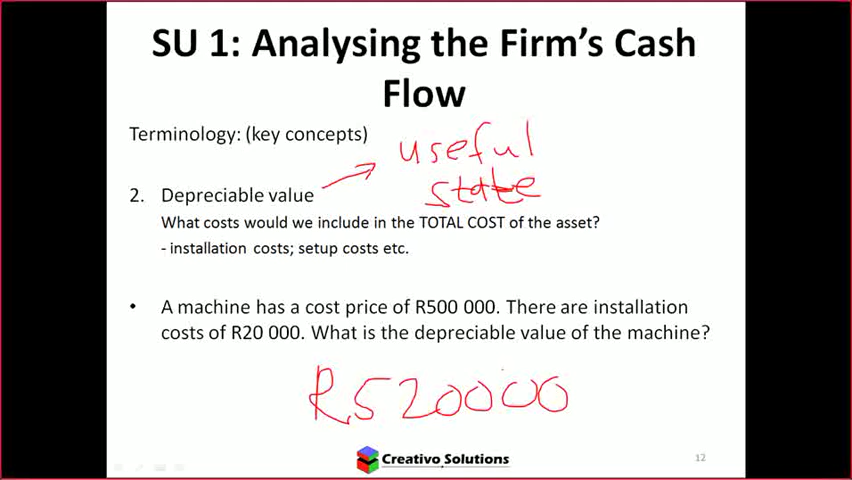 SU 1: Analysing the Firm's Cash
Flow
Terminology: (key concepts)
useful
state
2. Depreciable value
What costs would we include in the TOTAL COST of the asset?
- installation costs; setup costs etc.
• A machine has a cost price of R500 000. There are installation
costs of R20 000. What is the depreciable value of the machine?
R520000
Creativo Solutions
12